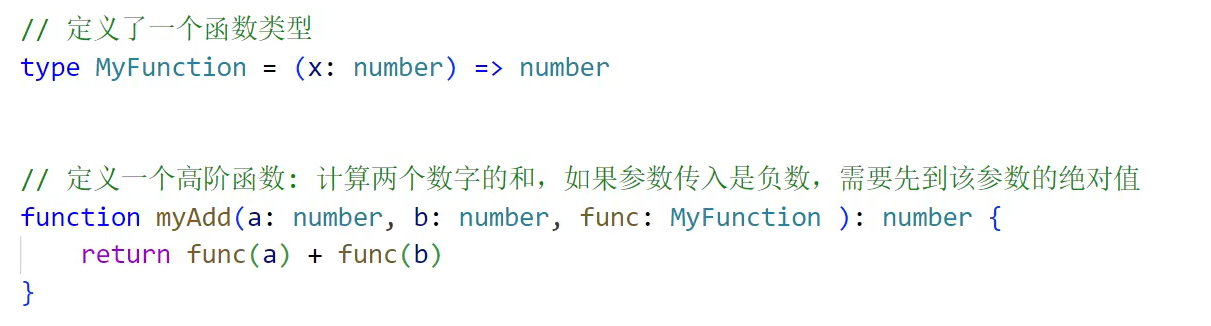 // 定义了一个函数类型
type MyFunction = (x: number) => number
// 定义一个高阶函数: 计算两个数字的和，如果参数传入是负数，需要先到该参数的绝对值
function myAdd(a: number, b: number, func: MyFunction ): number {
    return func(a) + func(b)
}